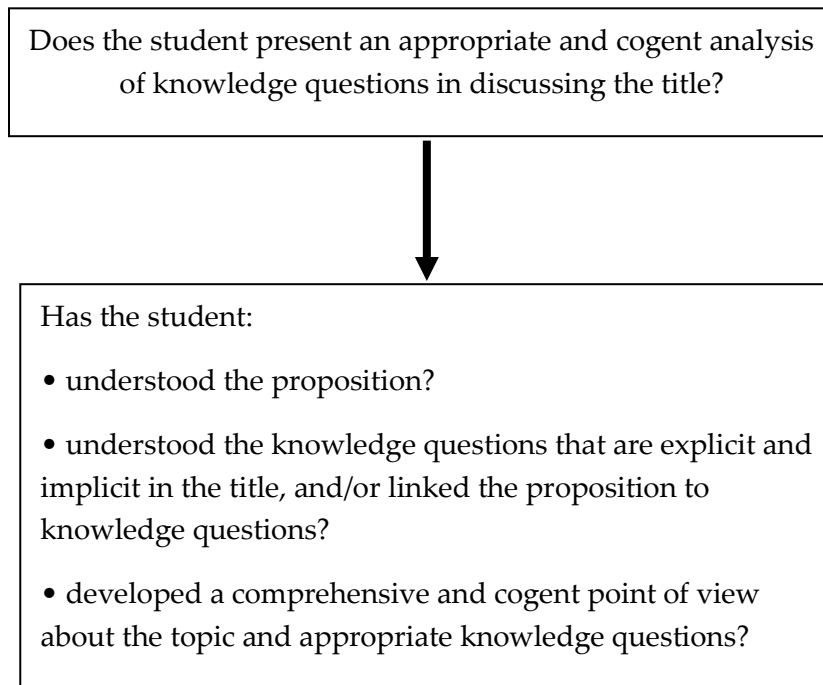 Does the student present an appropriate and cogent analysis
of knowledge questions in discussing the title?
Has the student:
• understood the proposition?
• understood the knowledge questions that are explicit and
implicit in the title, and/or linked the proposition to
knowledge questions?
• developed a comprehensive and cogent point of view
about the topic and appropriate knowledge questions?